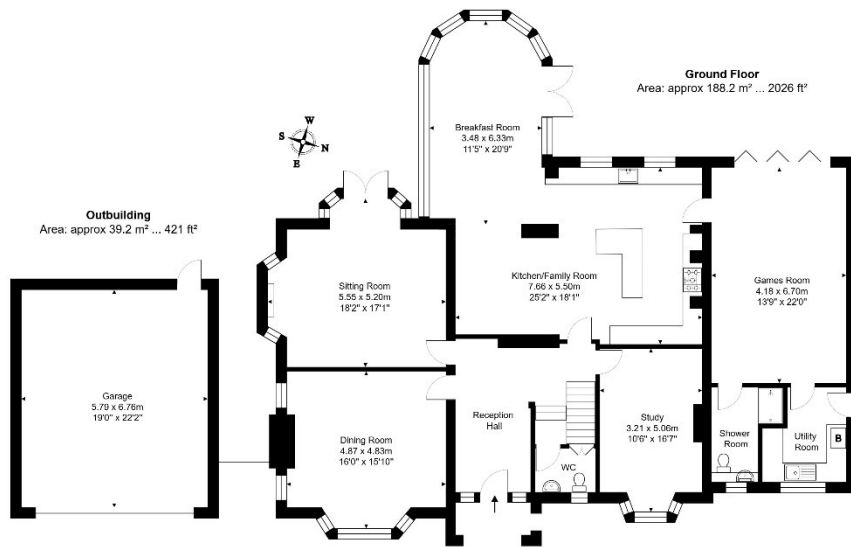 Ground Floor
Area: approx 188.2 m² ... 2026 ft²
W
S
N
E
Outbuilding
Area: approx 39.2 m² ... 421 ft²
Breakfast Room
3.48 x 6.33m
11'5" x 20'9"
Sitting Room
5.55 x 5.20m
18'2" x 17'1"
Kitchen/Family Room
7.66 x 5.50m
25'2" x 18'1"
Games Room
4.18 x 6.70m
13'9" x 22'0"
Garage
5.79 x 6.76m
19'0" x 22'2"
Dining Room
4.87 x 4.83m
16'0" x 15'10"
Reception
Hall
Study
3.21 x 5.06m
10'6" x 16'7"
Shower
Room
Utility
Room
B
WC